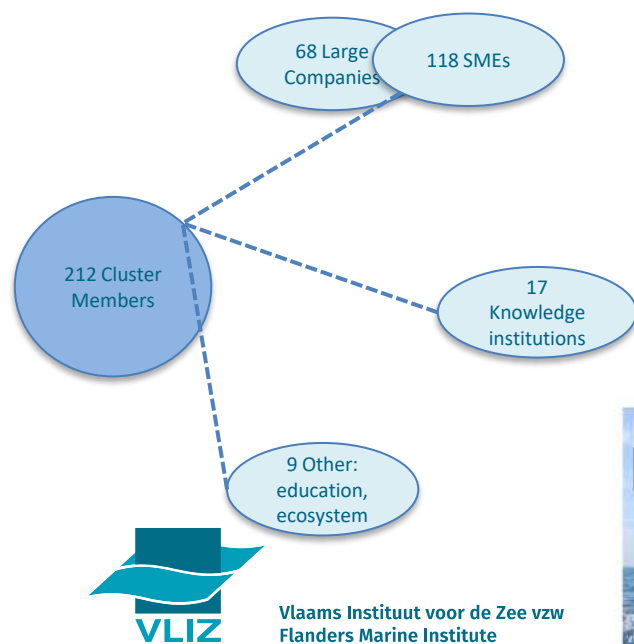 68 Large
Companies
118 SMEs
212 Cluster
Members
17
Knowledge
institutions
9 Other:
education,
ecosystem
VLIZ
Vlaams Instituut voor de Zee vzw
Flanders Marine Institute